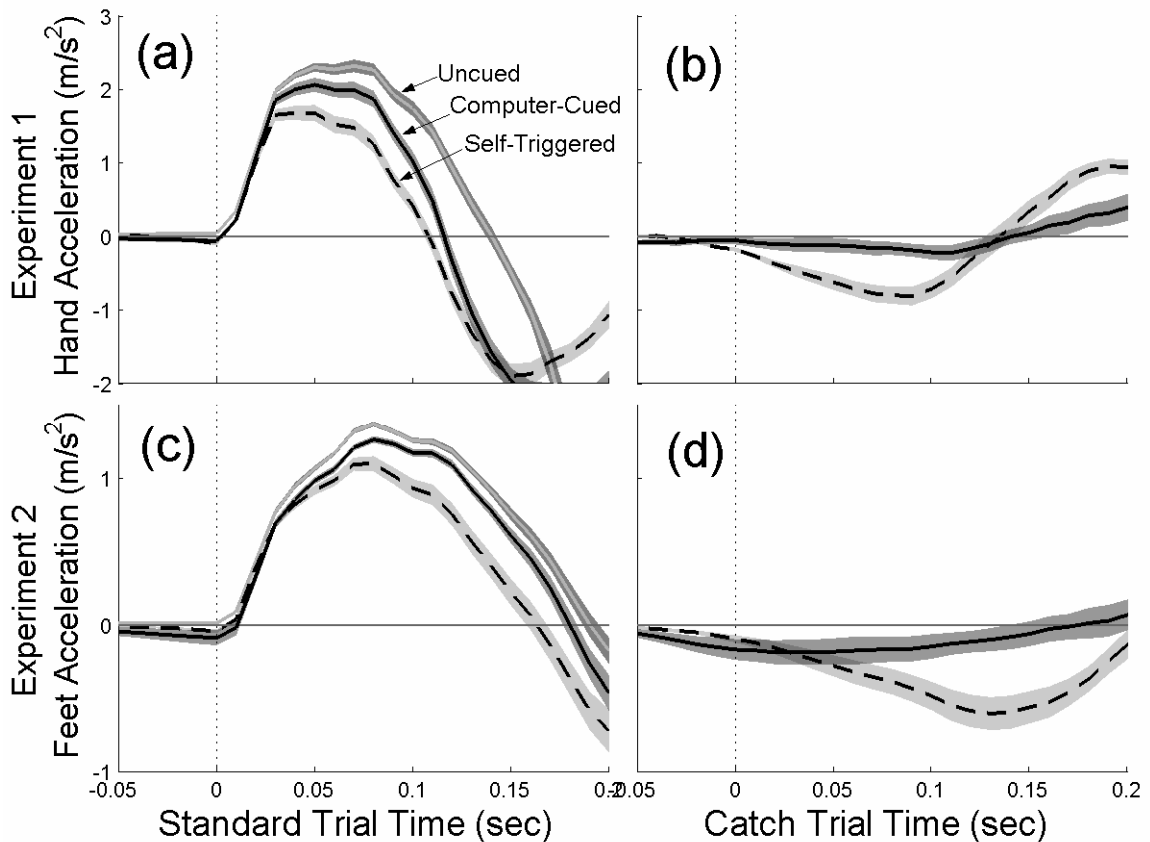 Experiment 1
Hand Acceleration (m/s²)
3
2
1
0
-1
-2
(a)
Uncued
Computer-Cued
Self-Triggered
(b)
Experiment 2
Feet Acceleration (m/s²)
1
0
-1
(c)
(d)
-0.05 0 0.05 0.1 0.15 0.2
-0.05 0 0.05 0.1 0.15 0.2
Standard Trial Time (sec)
Catch Trial Time (sec)